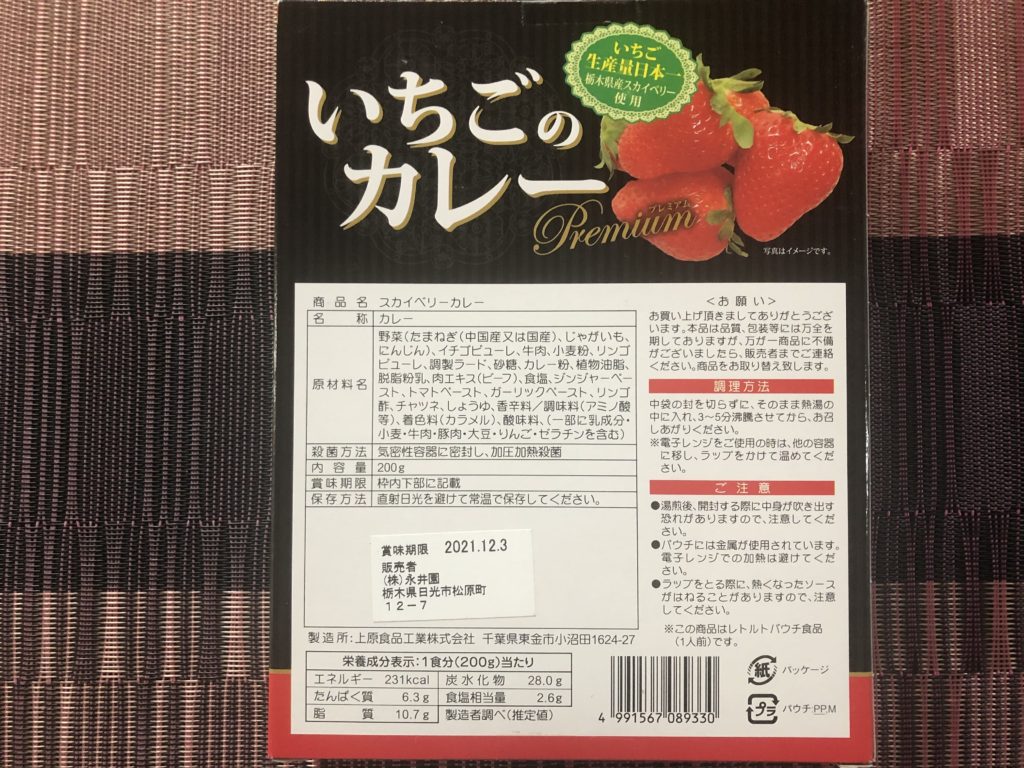 いちご
生産量日本一
栃木県産スカイベリー
使用
いちごの
カレー
プレミアム
Premium
写真はイメージです。
商品名 スカイベリーカレー
名称 カレー
原材料名
野菜(たまねぎ(中国産又は国産)、じゃがいも、
にんじん)、イチゴピューレ、牛肉、小麦粉、リンゴ
ピューレ、調製ラード、砂糖、カレー粉、植物油脂、
脱脂粉乳、肉エキス(ビーフ)、食塩、ジンジャーペー
スト、トマトペースト、ガーリックペースト、リンゴ
酢、チャツネ、しょうゆ、香辛料／調味料(アミノ酸
等)、着色料(カラメル)、酸味料、(一部に乳成分・
小麦・牛肉・豚肉・大豆・りんご・ゼラチンを含む)
殺菌方法 気密性容器に密封し、加圧加熱殺菌
内容量 200g
賞味期限 枠内下部に記載
保存方法 直射日光を避けて常温で保存してください。
賞味期限 2021.12.3
販売者
(株)永井園
栃木県日光市松原町
１２－７
製造所:上原食品工業株式会社 千葉県東金市小沼田1624-27
栄養成分表示:1食分(200g)当たり
エネルギー 231kcal 炭水化物 28.0g
たんぱく質 6.3g 食塩相当量 2.6g
脂質 10.7g 製造者調べ(推定値)
＜お願い＞
お買い上げ頂きましてありがとうござ
います。本品は品質、包装等には万全を
期しておりますが、万が一商品に不備
がございましたら、販売者までご連絡
ください。商品をお取り替え致します。
調理方法
中袋の封を切らずに、そのまま熱湯の
中に入れ、3~5分沸騰させてから、お召
しあがりください。
※電子レンジをご使用の時は、他の容器
に移し、ラップをかけて温めてくださ
い。
ご注意
●湯煎後、開封する際に中身が吹き出す
恐れがありますので、注意してくだ
さい。
●パウチには金属が使用されています。
電子レンジでの加熱は避けてくださ
い。
●ラップをとる際に、熱くなったソース
がはねることがありますので、注意
してください。
※この商品はレトルトパウチ食品
(1人前)です。
4 991567 089330
紙 パッケージ
プラ パウチ:PP,M